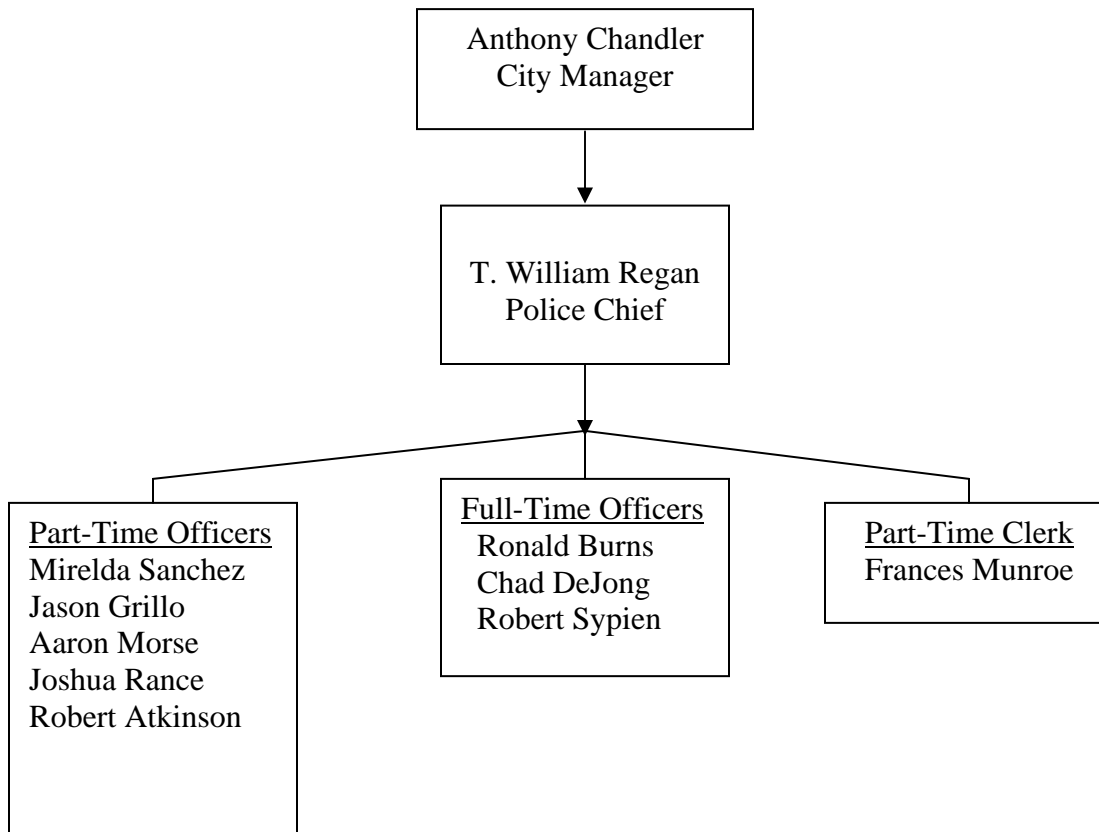 Anthony Chandler
City Manager
T. William Regan
Police Chief
Part-Time Officers
Mirelda Sanchez
Jason Grillo
Aaron Morse
Joshua Rance
Robert Atkinson
Full-Time Officers
Ronald Burns
Chad DeJong
Robert Sypien
Part-Time Clerk
Frances Munroe